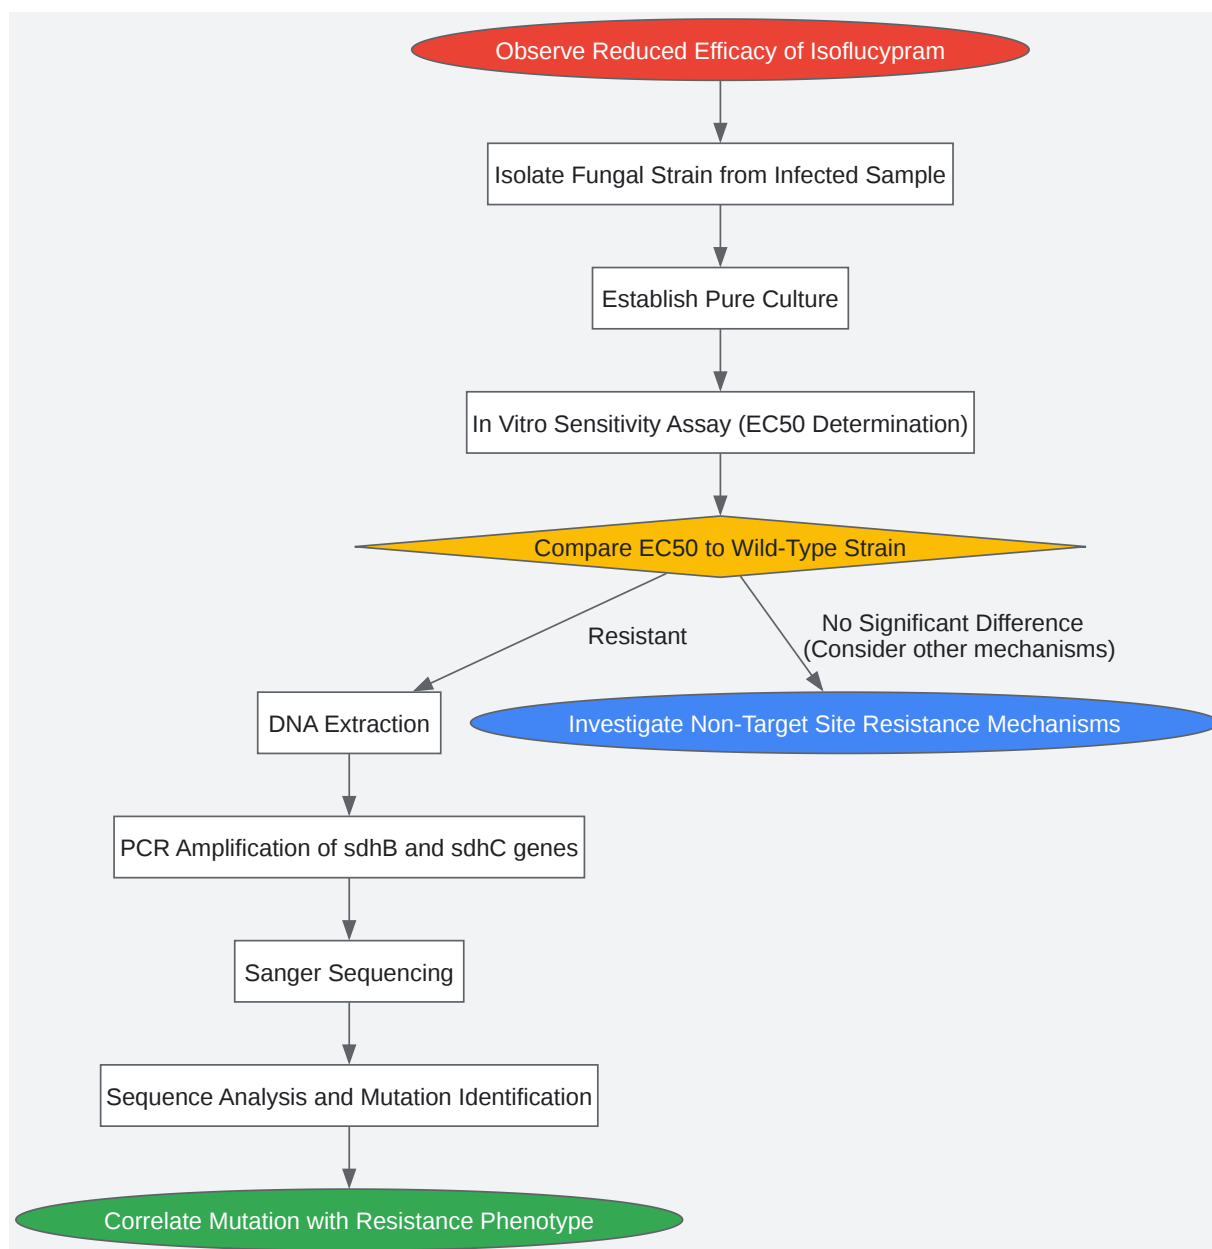 Observe Reduced Efficacy of Isoflucypram
Isolate Fungal Strain from Infected Sample
Establish Pure Culture
In Vitro Sensitivity Assay (EC50 Determination)
Compare EC50 to Wild-Type Strain
Resistant
No Significant Difference
(Consider other mechanisms)
DNA Extraction
Investigate Non-Target Site Resistance Mechanisms
PCR Amplification of sdhB and sdhC genes
Sanger Sequencing
Sequence Analysis and Mutation Identification
Correlate Mutation with Resistance Phenotype